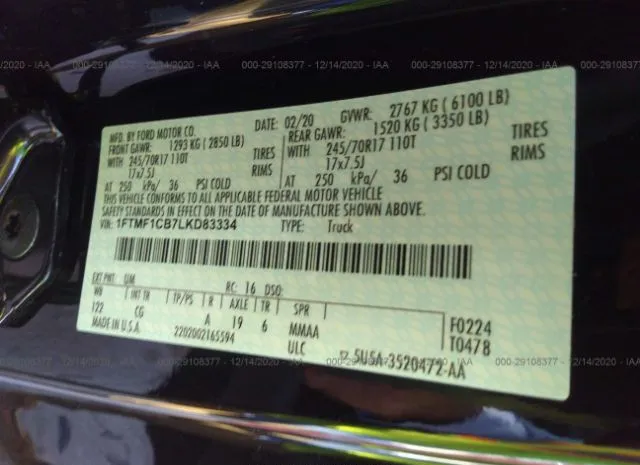 000-29108377 - 12/14/2020 - IAA
MFD. BY FORD MOTOR CO. DATE: 02/20 GVWR: 2767 KG ( 6100 LB)
FRONT GAWR: 1293 KG ( 2850 LB) REAR GAWR: 1520 KG ( 3350 LB)
WITH 245/70R17 110T TIRES WITH 245/70R17 110T TIRES
17x7.5J RIMS 17x7.5J RIMS
AT 250 kPa/ 36 PSI COLD AT 250 kPa/ 36 PSI COLD
THIS VEHICLE CONFORMS TO ALL APPLICABLE FEDERAL MOTOR VEHICLE
SAFETY STANDARDS IN EFFECT ON THE DATE OF MANUFACTURE SHOWN ABOVE.
VIN: 1FTMF1CB7LKD83334 TYPE: Truck
EXT PNT: UM RC: 16 DSO:
WB INT TR TP/PS R AXLE TR SPR
122 CG A 19 6 MMAA F0224
MADE IN U.S.A. 2202002165594 ULC T0478
5U5A-3520472-AA